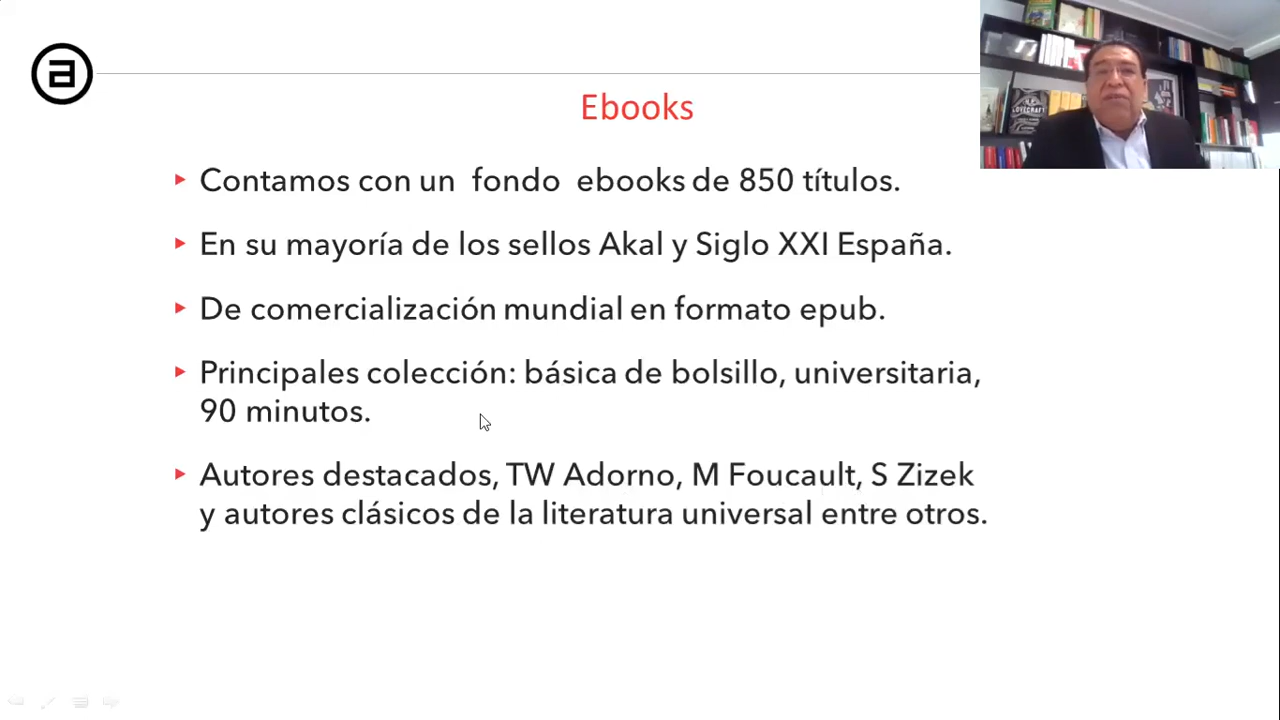 a
Ebooks
Contamos con un fondo ebooks de 850 títulos.
En su mayoría de los sellos Akal y Siglo XXI España.
De comercialización mundial en formato epub.
Principales colección: básica de bolsillo, universitaria,
90 minutos.
Autores destacados, TW Adorno, M Foucault, S Zizek
y autores clásicos de la literatura universal entre otros.
LOVECRAFT